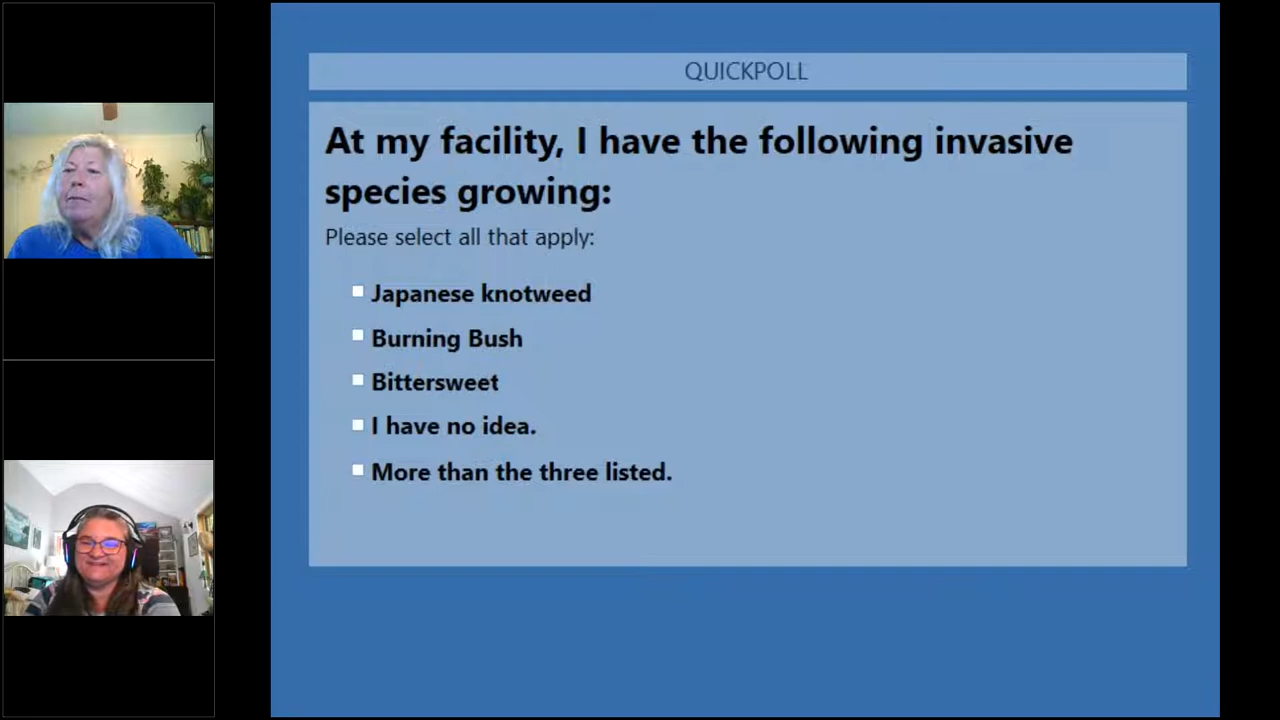 QUICKPOLL
At my facility, I have the following invasive
species growing:
Please select all that apply:
Japanese knotweed
Burning Bush
Bittersweet
I have no idea.
More than the three listed.